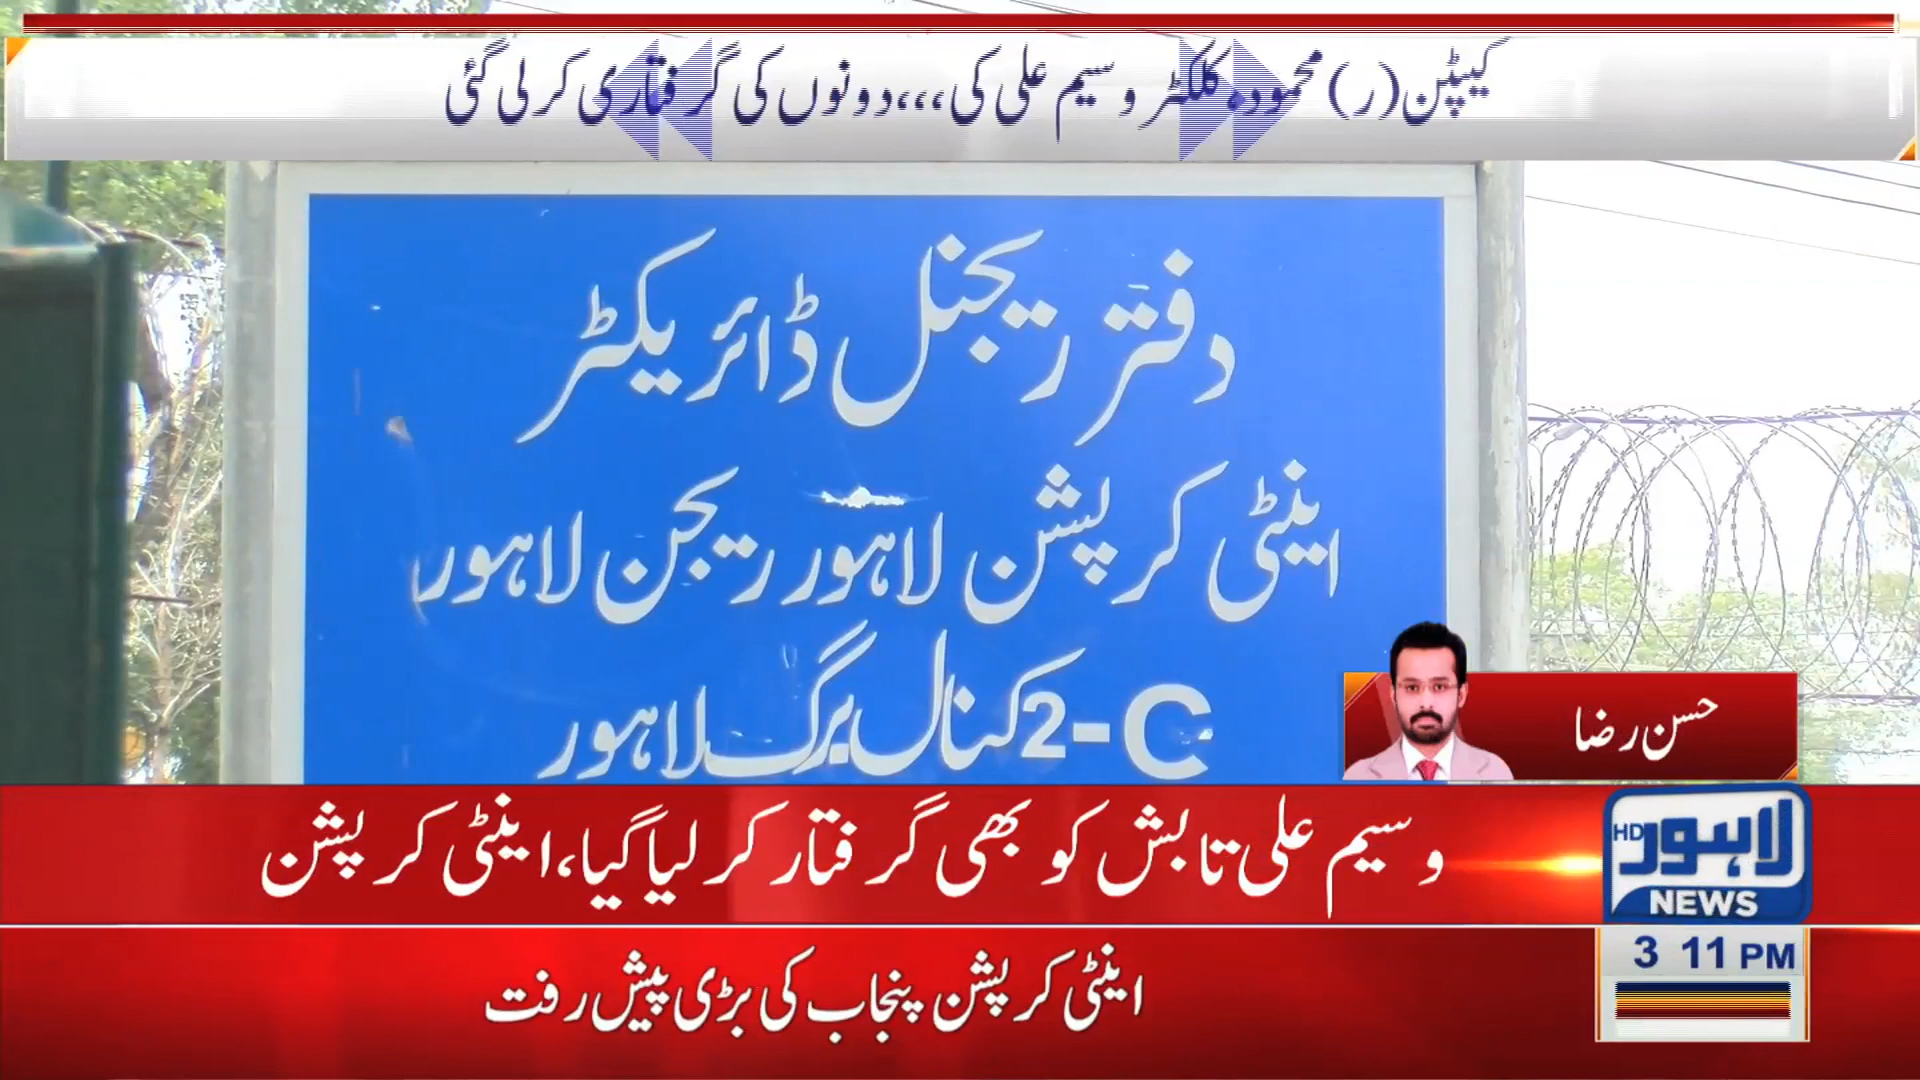 کیپٹن(ر) محمود، کلکٹر وسیم علی کی،،،دونوں کی گرفتاری کرلی گئی
دفتر ریجنل ڈائریکٹر
اینٹی کرپشن لاہور ریجن لاہور
2-C کنال برگ لاہور
حسن رضا
وسیم علی تابش کو بھی گرفتار کر لیا گیا، اینٹی کرپشن
لاہور HD
NEWS
3 11 PM
اینٹی کرپشن پنجاب کی بڑی پیش رفت